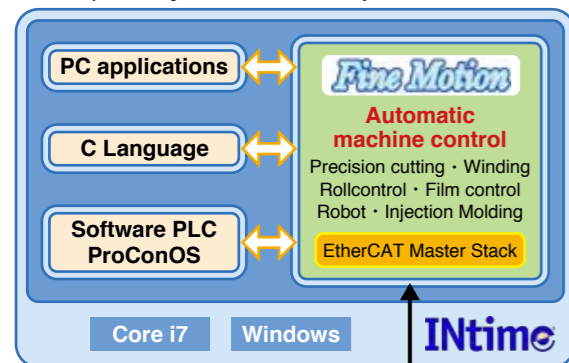 PC applications
C Language
Software PLC
ProConOS
Fine Motion
Automatic
machine control
Precision cutting・Winding
Rollcontrol・Film control
Robot・Injection Molding
EtherCAT Master Stack
Core i7
Windows
INtime